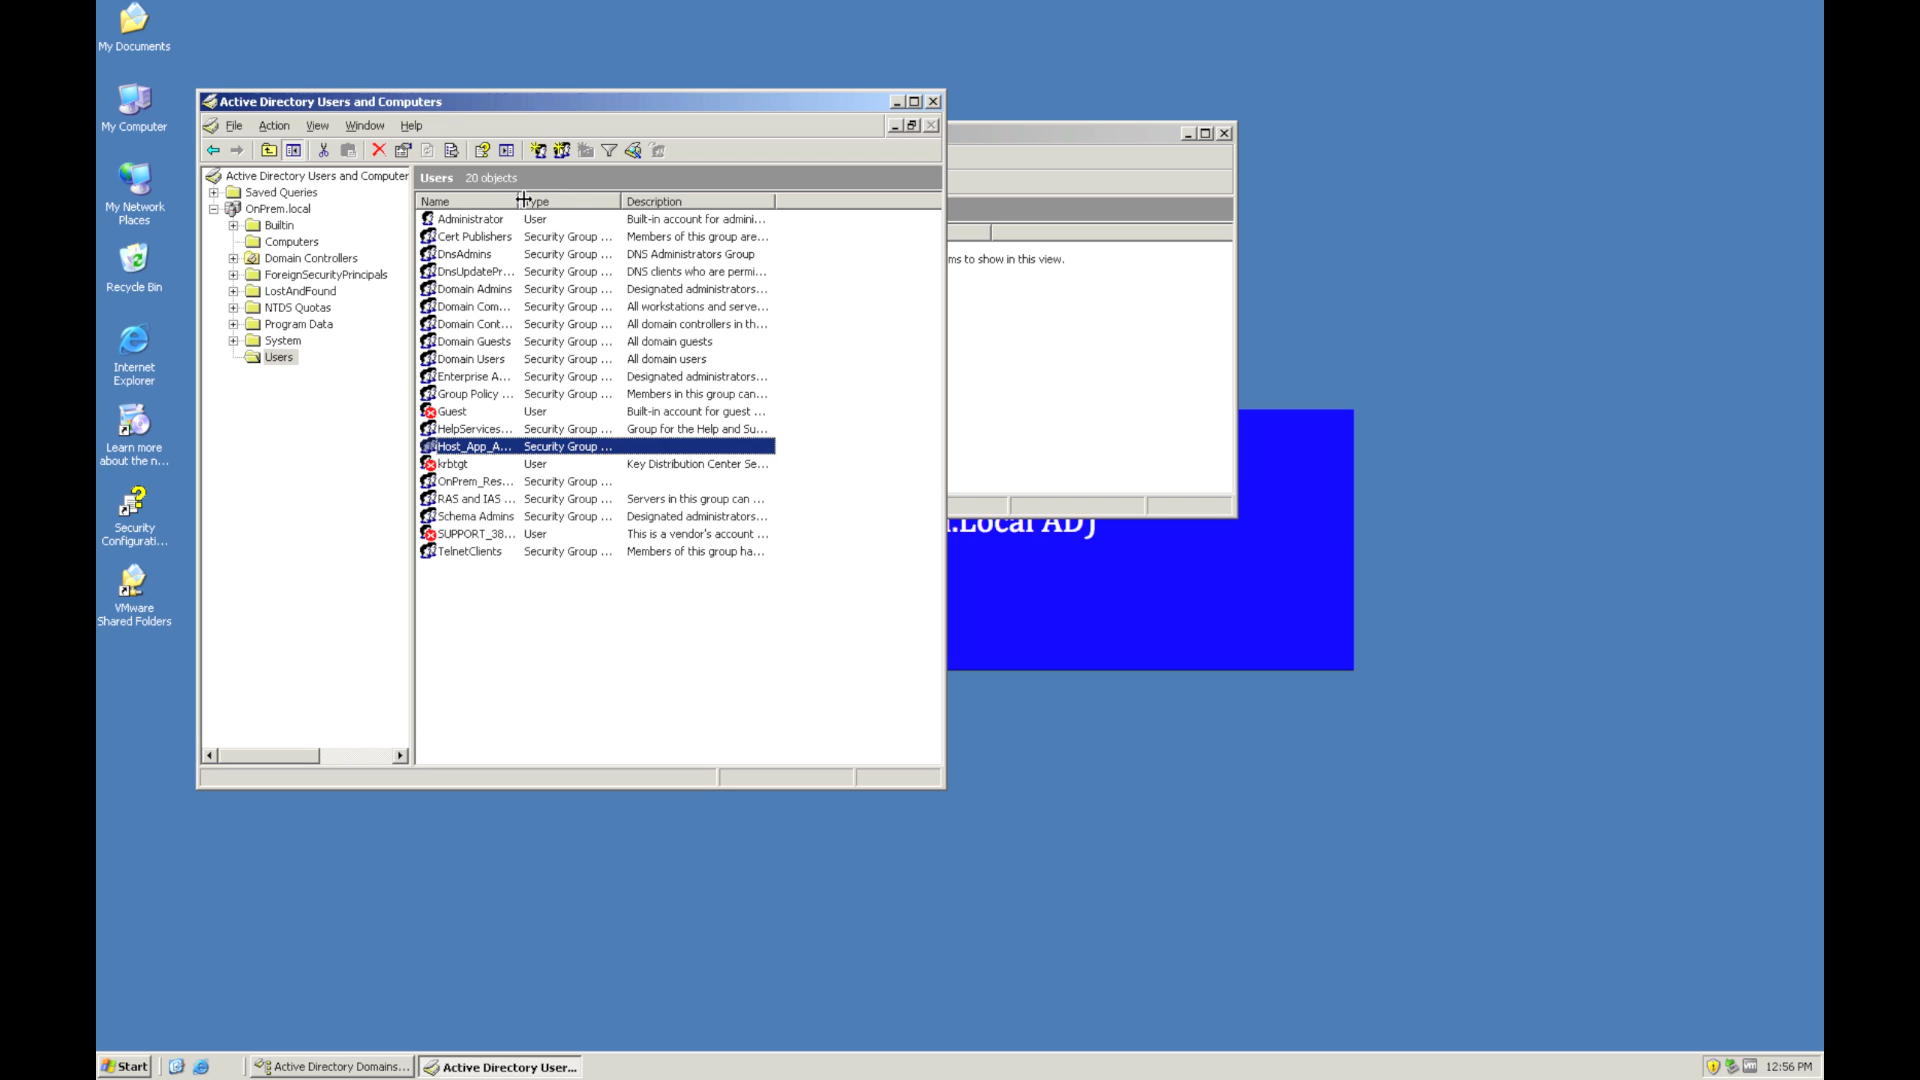 My Documents
My Computer
My Network
Places
Recycle Bin
Internet
Explorer
Learn more
about the n...
Security
Configurati...
VMware
Shared Folders
Active Directory Users and Computers
File Action View Window Help
Active Directory Users and Computer
Saved Queries
OnPrem.local
Builtin
Computers
Domain Controllers
ForeignSecurityPrincipals
LostAndFound
NTDS Quotas
Program Data
System
Users
Users 20 objects
Name Type Description
Administrator User Built-in account for admini...
Cert Publishers Security Group ... Members of this group are...
DnsAdmins Security Group ... DNS Administrators Group
DnsUpdatePr... Security Group ... DNS clients who are permi...
Domain Admins Security Group ... Designated administrators...
Domain Com... Security Group ... All workstations and serve...
Domain Cont... Security Group ... All domain controllers in th...
Domain Guests Security Group ... All domain guests
Domain Users Security Group ... All domain users
Enterprise A... Security Group ... Designated administrators...
Group Policy ... Security Group ... Members in this group can...
Guest User Built-in account for guest ...
HelpServices... Security Group ... Group for the Help and Su...
Host_App_A... Security Group ...
krbtgt User Key Distribution Center Se...
OnPrem_Res... Security Group ...
RAS and IAS ... Security Group ... Servers in this group can ...
Schema Admins Security Group ... Designated administrators...
SUPPORT_38... User This is a vendor's account ...
TelnetClients Security Group ... Members of this group ha...
ms to show in this view.
.Local AD)
Start Active Directory Domains... Active Directory User... 12:56 PM